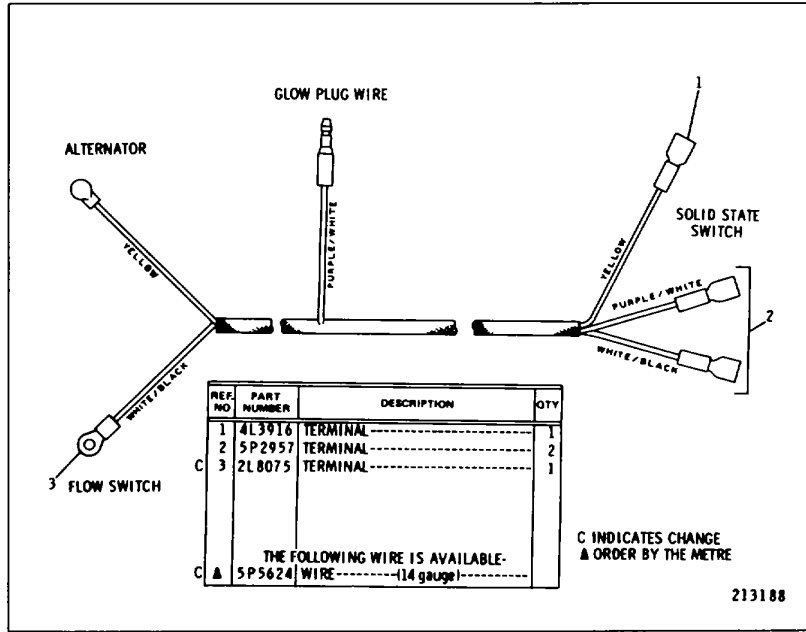 GLOW PLUG WIRE
1
ALTERNATOR
SOLID STATE
SWITCH
YELLOW
PURPLE/WHITE
YELLOW
PURPLE/WHITE
2
WHITE/BLACK
WHITE/BLACK
3 FLOW SWITCH
REF. NO PART NUMBER DESCRIPTION QTY
1 4L3916 TERMINAL 1
2 5P2957 TERMINAL 2
C 3 2L8075 TERMINAL 1
THE FOLLOWING WIRE IS AVAILABLE-
C ▲ 5P5624 WIRE--------(14 gauge)-------
C INDICATES CHANGE
▲ ORDER BY THE METRE
213188